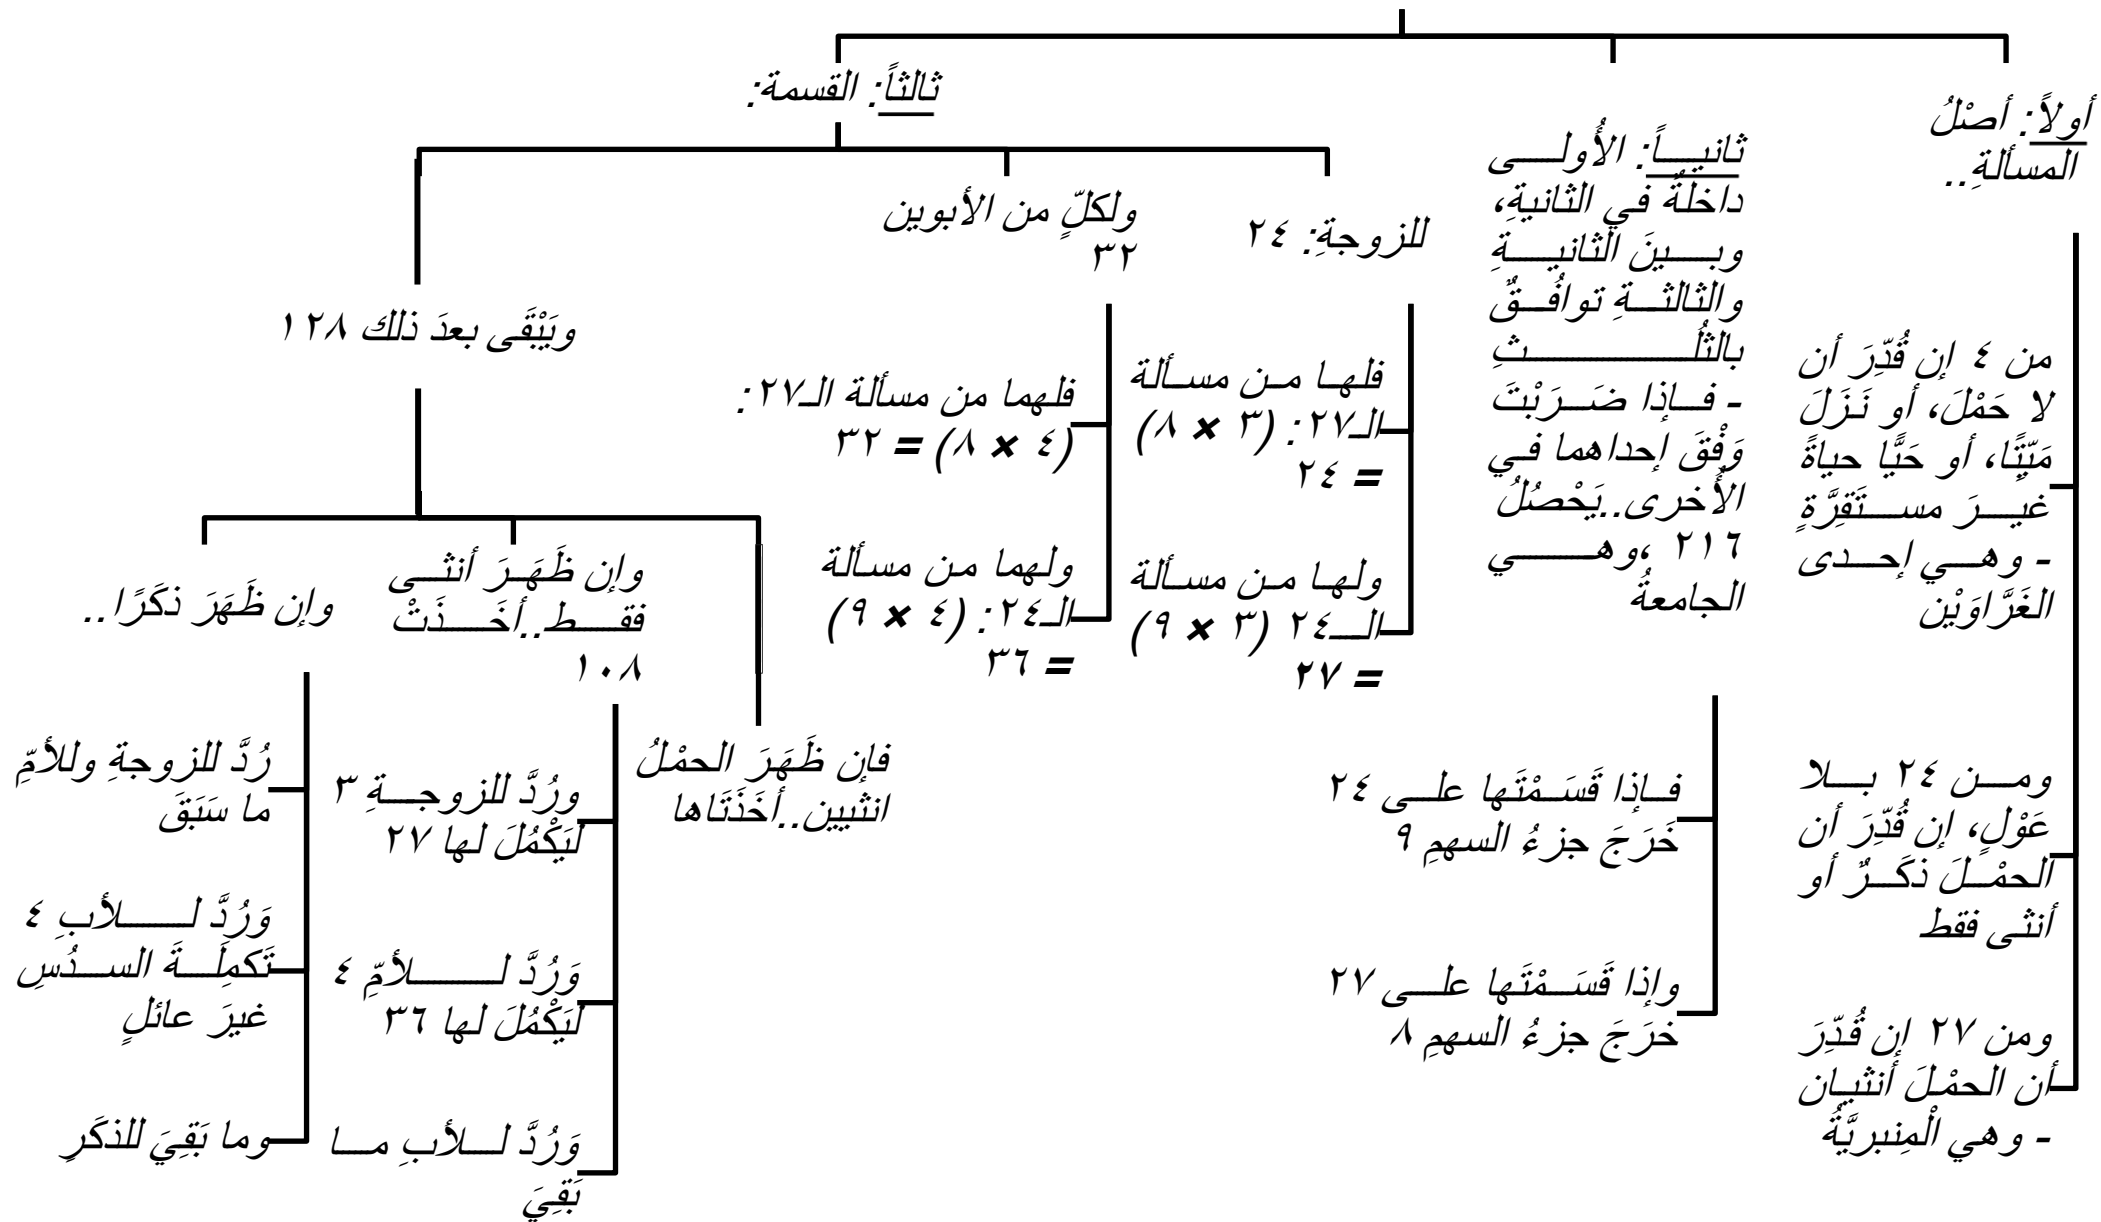 أولاً: أصْلُ
المسألةِ..
من ٤ إن قُدّرَ أن
لا حَمْلَ، أو نَزَلَ
مَيّتًا، أو حَيًّا حياةً
غيرَ مستَقِرَّةٍ
- وهي إحدى
الغَرَّاوَيْن
ومن ٢٤ بلا
عَوْلٍ، إن قُدّرَ أن
الحمْلَ ذكَرٌ أو
أنثى فقط
ومن ٢٧ إن قُدّرَ
أن الحمْلَ أنثيان
- وهي الْمِنبريَّةُ
ثانياً: الأُولى
داخلةٌ في الثانيةِ،
وبينَ الثانيةِ
والثالثةِ توافُقٌ
بالثلُثِ
- فإذا ضَرَبْتَ
وَفْقَ إحداهما في
الأُخرى..يَحْصُلُ
٢١٦ ،وهي
الجامعةُ
فإذا قَسَمْتَها على ٢٤
خَرَجَ جزءُ السهمِ ٩
وإذا قَسَمْتَها على ٢٧
خرَجَ جزءُ السهمِ ٨
ثالثاً: القسمة:
للزوجةِ: ٢٤
فلها من مسألة
الـ٢٧: (٣ × ٨)
= ٢٤
ولها من مسألة
الـ٢٤ (٣ × ٩)
= ٢٧
ولكلّ من الأبوين
٣٢
فلهما من مسألة الـ٢٧:
(٤ × ٨) = ٣٢
ولهما من مسألة
الـ٢٤: (٤ × ٩)
= ٣٦
ويَبْقَى بعدَ ذلك ١٢٨
فإن ظَهَرَ الحمْلُ
انثيين..أخَذَتَاها
وإن ظَهَرَ أنثى
فقط..أخَذَتْ
١٠٨
ورُدَّ للزوجةِ ٣
ليَكْمُلَ لها ٢٧
وَرُدَّ للأمّ ٤
ليَكْمُلَ لها ٣٦
وَرُدَّ للأبِ ما
بَقِيَ
وإن ظَهَرَ ذكَرًا..
رُدَّ للزوجةِ وللأمّ
ما سَبَقَ
وَرُدَّ للأبِ ٤
تَكمِلَةَ السدُسِ
غيرَ عائلٍ
وما بَقِيَ للذكَرِ